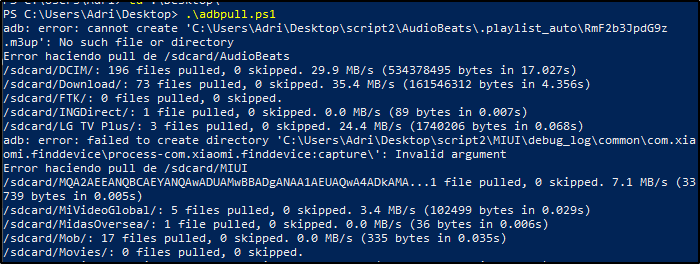 PS C:\Users\Adri\Desktop> .\adbpull.ps1
adb: error: cannot create 'C:\Users\Adri\Desktop\script2\AudioBeats\.playlist_auto\RmF2b3JpdG9z
.m3up': No such file or directory
Error haciendo pull de /sdcard/AudioBeats
/sdcard/DCIM/: 196 files pulled, 0 skipped. 29.9 MB/s (534378495 bytes in 17.027s)
/sdcard/Download/: 73 files pulled, 0 skipped. 35.4 MB/s (161546312 bytes in 4.356s)
/sdcard/FTK/: 0 files pulled, 0 skipped.
/sdcard/INGDirect/: 1 file pulled, 0 skipped. 0.0 MB/s (89 bytes in 0.007s)
/sdcard/LG TV Plus/: 3 files pulled, 0 skipped. 24.4 MB/s (1740206 bytes in 0.068s)
adb: error: failed to create directory 'C:\Users\Adri\Desktop\script2\MIUI\debug_log\common\com.xia
omi.finddevice\process-com.xiaomi.finddevice:capture\': Invalid argument
Error haciendo pull de /sdcard/MIUI
/sdcard/MQA2AEEANQBCAEYANQAwADUAMwBBADgANAA1AEUAQwA4ADkAMA...1 file pulled, 0 skipped. 7.1 MB/s (33
739 bytes in 0.005s)
/sdcard/MiVideoGlobal/: 5 files pulled, 0 skipped. 3.4 MB/s (102499 bytes in 0.029s)
/sdcard/MidasOversea/: 1 file pulled, 0 skipped. 0.0 MB/s (36 bytes in 0.006s)
/sdcard/Mob/: 17 files pulled, 0 skipped. 0.0 MB/s (335 bytes in 0.035s)
/sdcard/Movies/: 0 files pulled, 0 skipped.